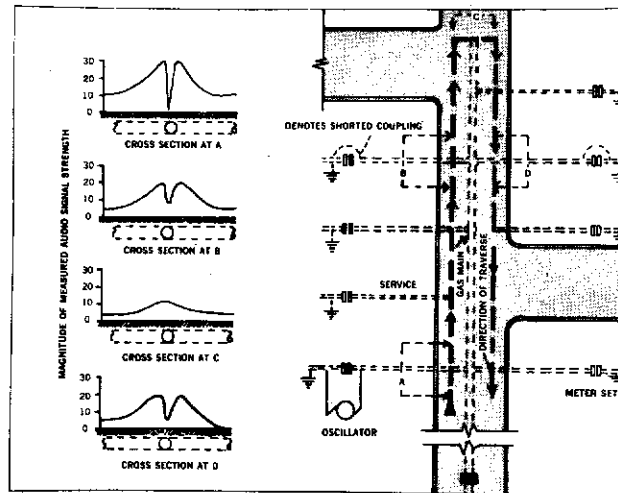 MAGNITUDE OF MEASURED AUDIO SIGNAL STRENGTH
30
20
10
0
CROSS SECTION AT A
30
20
10
0
CROSS SECTION AT B
30
20
10
0
CROSS SECTION AT C
30
20
10
0
CROSS SECTION AT D
C
DENOTES SHORTED COUPLING
B
D
GAS MAIN
SERVICE
DIRECTION OF TRAVERSE
A
METER SET
OSCILLATOR